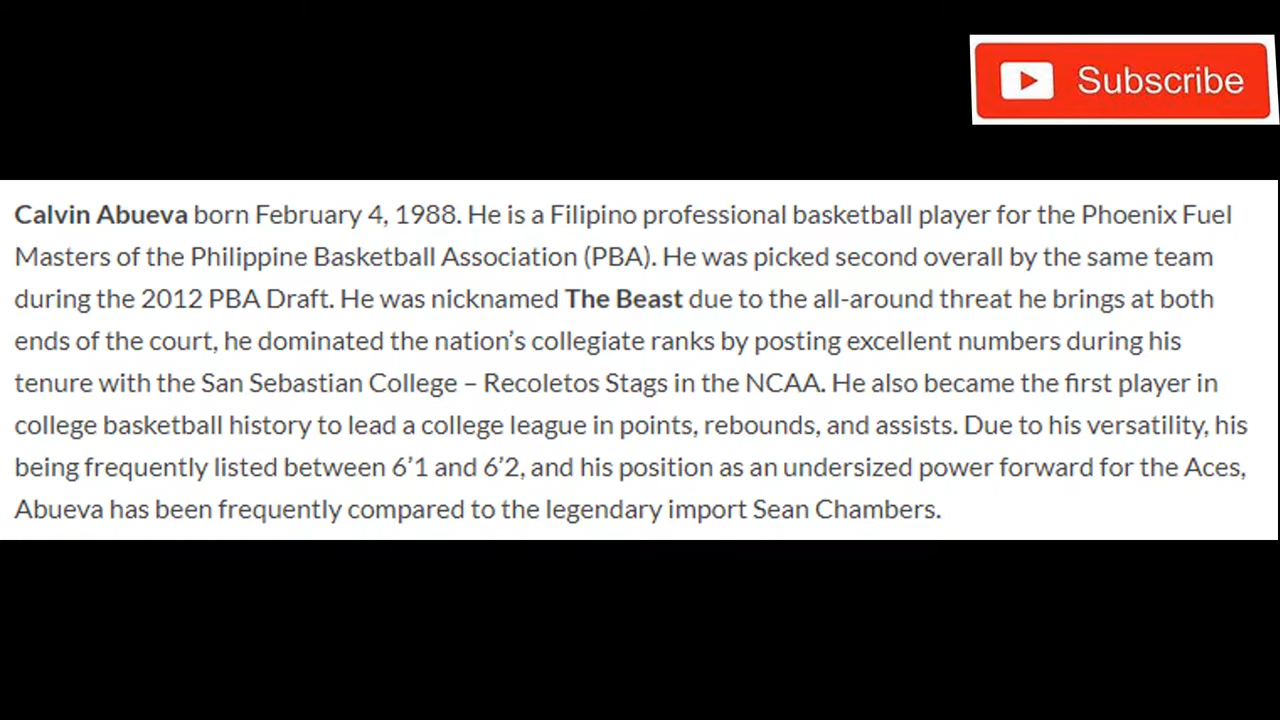 Subscribe
Calvin Abueva born February 4, 1988. He is a Filipino professional basketball player for the Phoenix Fuel
Masters of the Philippine Basketball Association (PBA). He was picked second overall by the same team
during the 2012 PBA Draft. He was nicknamed The Beast due to the all-around threat he brings at both
ends of the court, he dominated the nation’s collegiate ranks by posting excellent numbers during his
tenure with the San Sebastian College – Recoletos Stags in the NCAA. He also became the first player in
college basketball history to lead a college league in points, rebounds, and assists. Due to his versatility, his
being frequently listed between 6’1 and 6’2, and his position as an undersized power forward for the Aces,
Abueva has been frequently compared to the legendary import Sean Chambers.